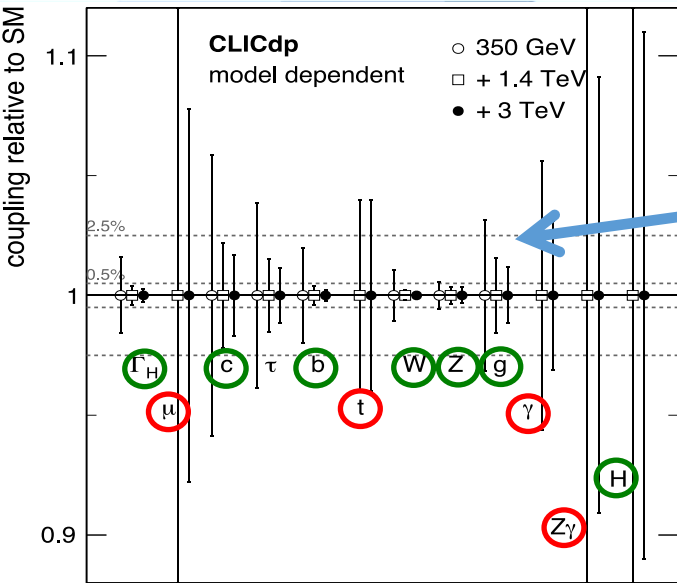 coupling relative to SM
1.1
1
0.9
CLICdp
model dependent
350 GeV
+ 1.4 TeV
+ 3 TeV
2.5%
0.5%
Γ_H
c
τ
b
W
Z
g
μ
t
γ
H
Zγ